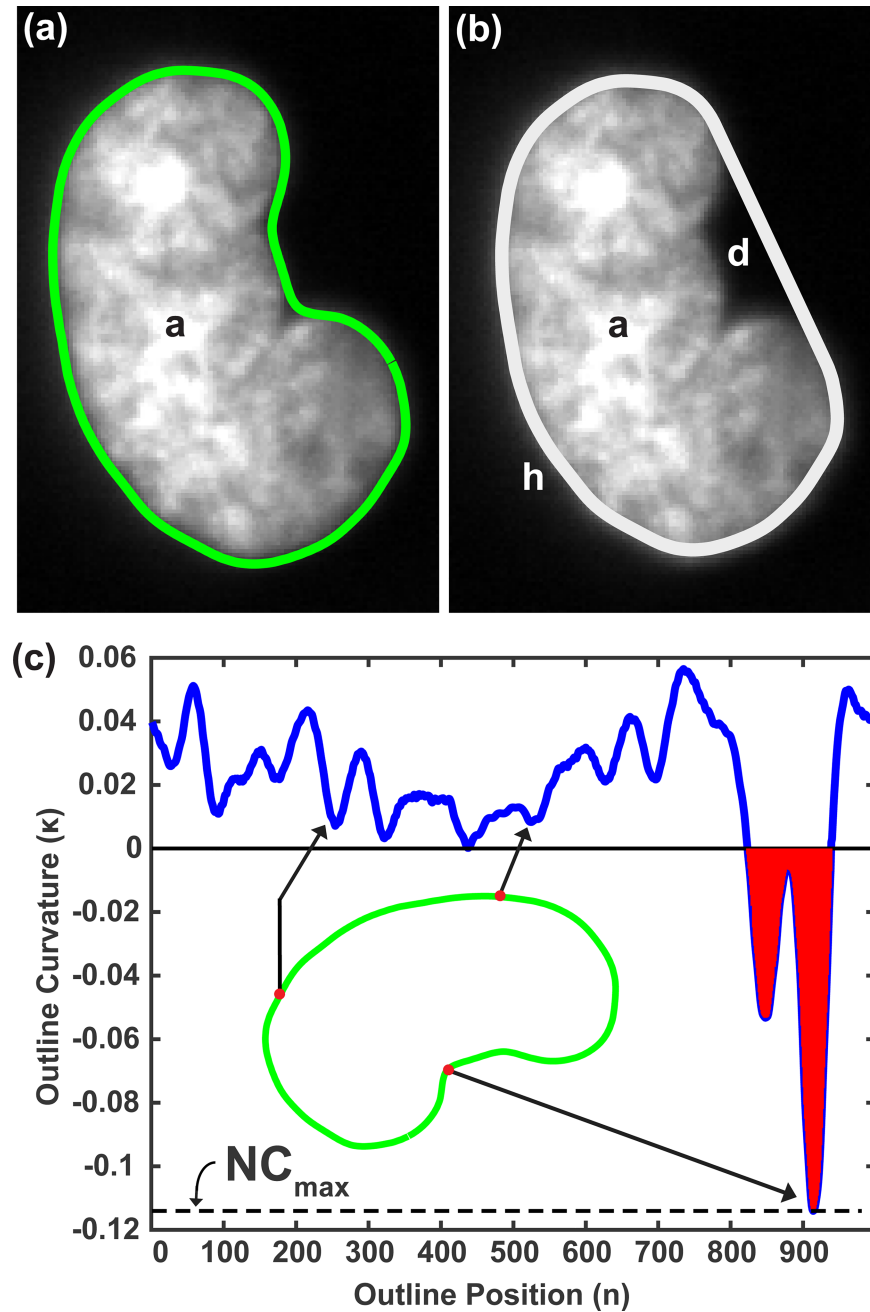 (a)
a
(b)
d
a
h
(c)
Outline Curvature (κ)
0.06
0.04
0.02
0
-0.02
-0.04
-0.06
-0.08
-0.1
-0.12
NCmax
0 100 200 300 400 500 600 700 800 900
Outline Position (n)